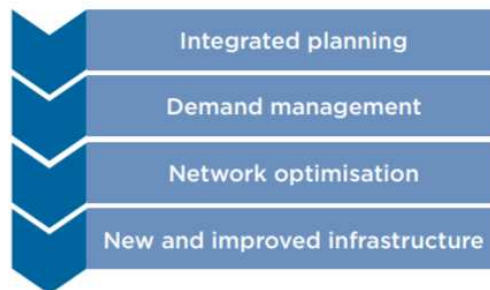 Integrated planning
Demand management
Network optimisation
New and improved infrastructure